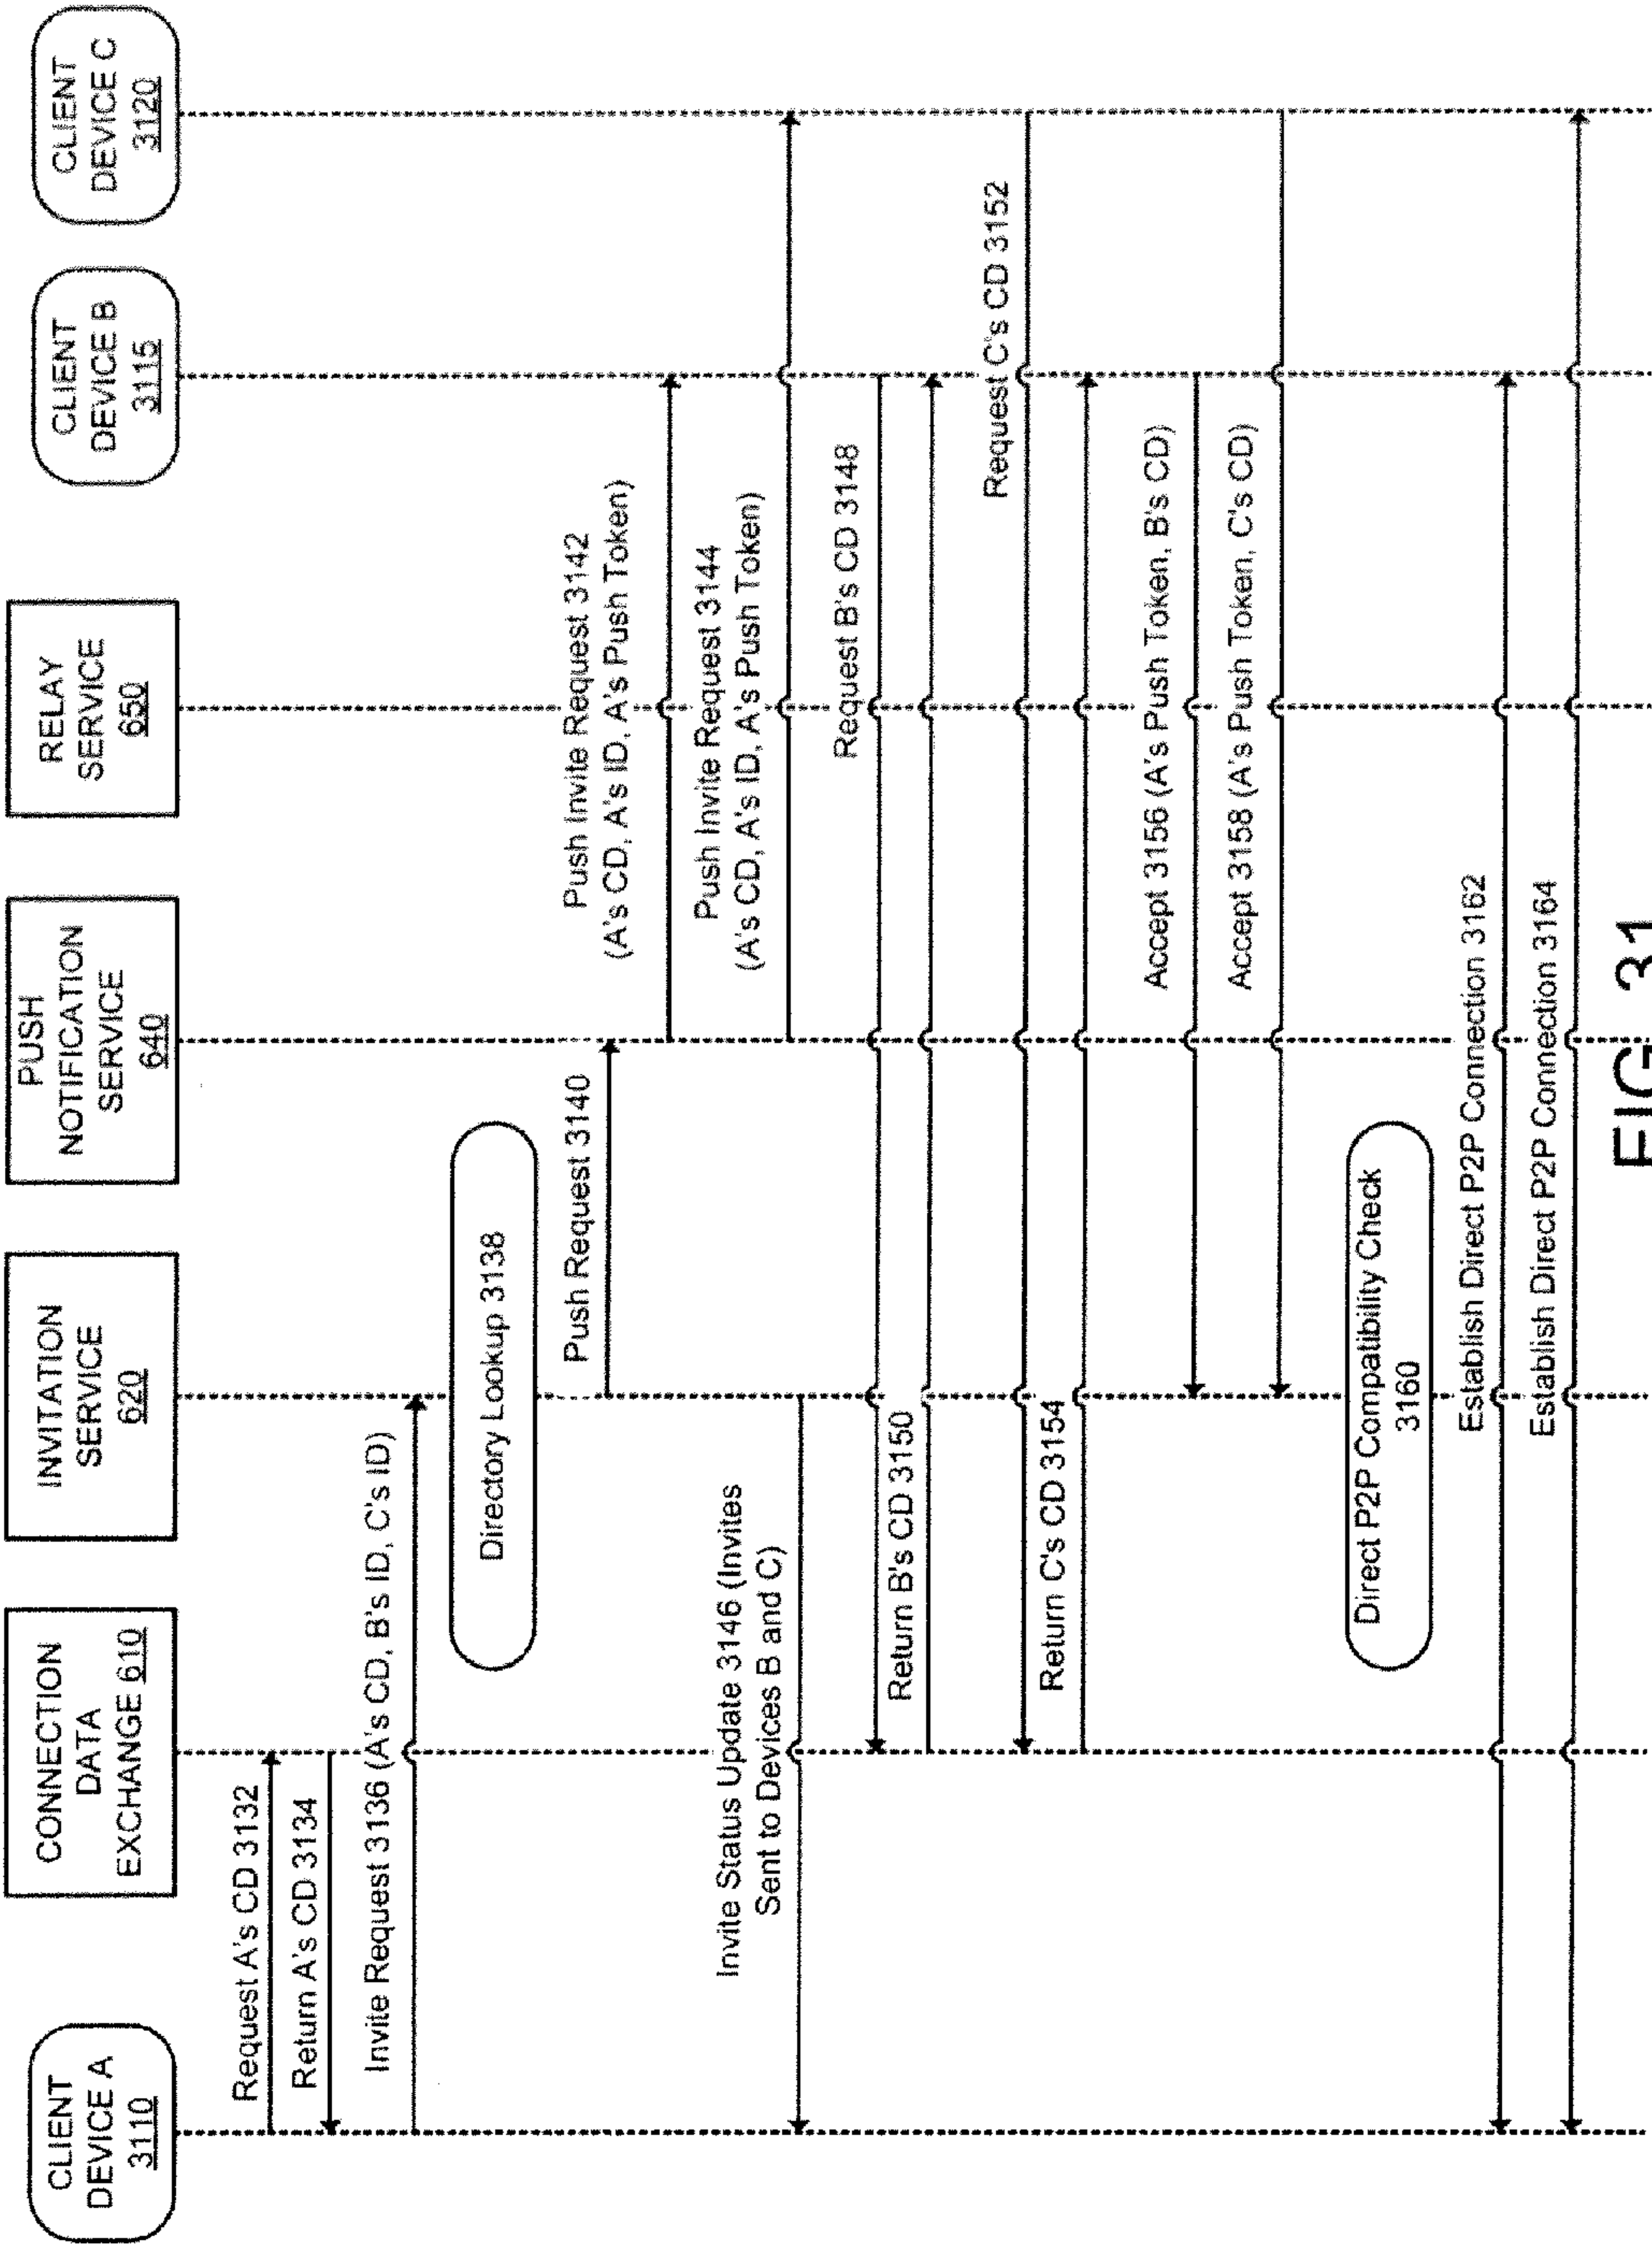 CLIENT
DEVICE A
3110
CONNECTION
DATA
EXCHANGE 610
INVITATION
SERVICE
620
PUSH
NOTIFICATION
SERVICE
640
RELAY
SERVICE
650
CLIENT
DEVICE B
3115
CLIENT
DEVICE C
3120
Request A's CD 3132
Return A's CD 3134
Invite Request 3136 (A's CD, B's ID, C's ID)
Directory Lookup 3138
Push Request 3140
Push Invite Request 3142
(A's CD, A's ID, A's Push Token)
Push Invite Request 3144
(A's CD, A's ID, A's Push Token)
Invite Status Update 3146 (Invites
Sent to Devices B and C)
Request B's CD 3148
Return B's CD 3150
Request C's CD 3152
Return C's CD 3154
Accept 3156 (A's Push Token, B's CD)
Accept 3158 (A's Push Token, C's CD)
Direct P2P Compatibility Check
3160
Establish Direct P2P Connection 3162
Establish Direct P2P Connection 3164
FIG. 31